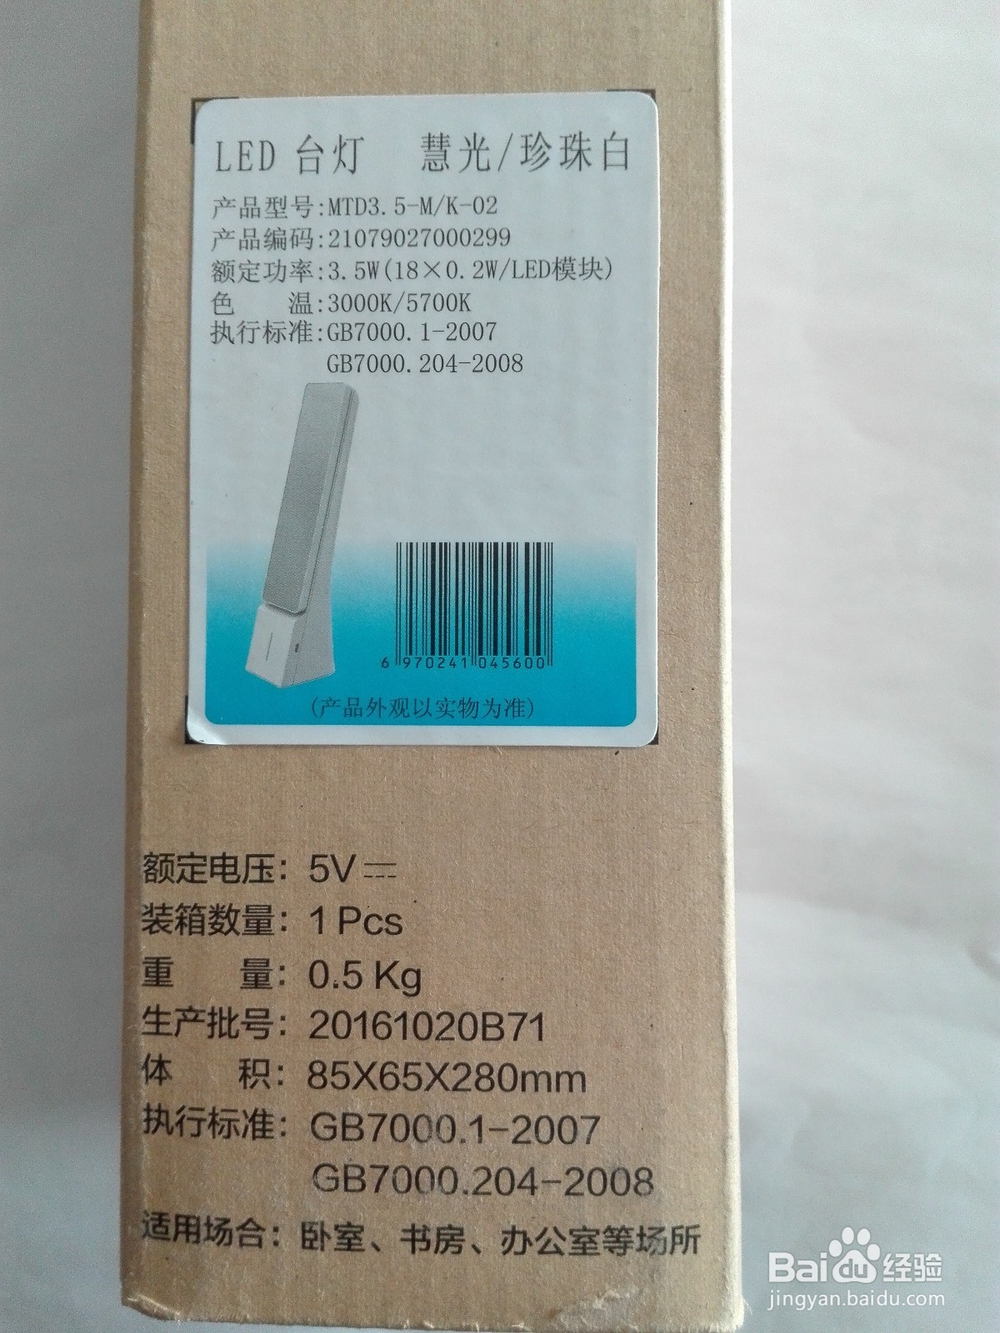 LED 台灯 慧光/珍珠白
产品型号:MTD3.5-M/K-02
产品编码:21079027000299
额定功率:3.5W(18×0.2W/LED模块)
色 温:3000K/5700K
执行标准:GB7000.1-2007
GB7000.204-2008
6 970241 045600
(产品外观以实物为准)
额定电压：5V
装箱数量：1 Pcs
重 量：0.5 Kg
生产批号：20161020B71
体 积：85X65X280mm
执行标准：GB7000.1-2007
GB7000.204-2008
适用场合：卧室、书房、办公室等场所
Baidu经验
jingyan.baidu.com